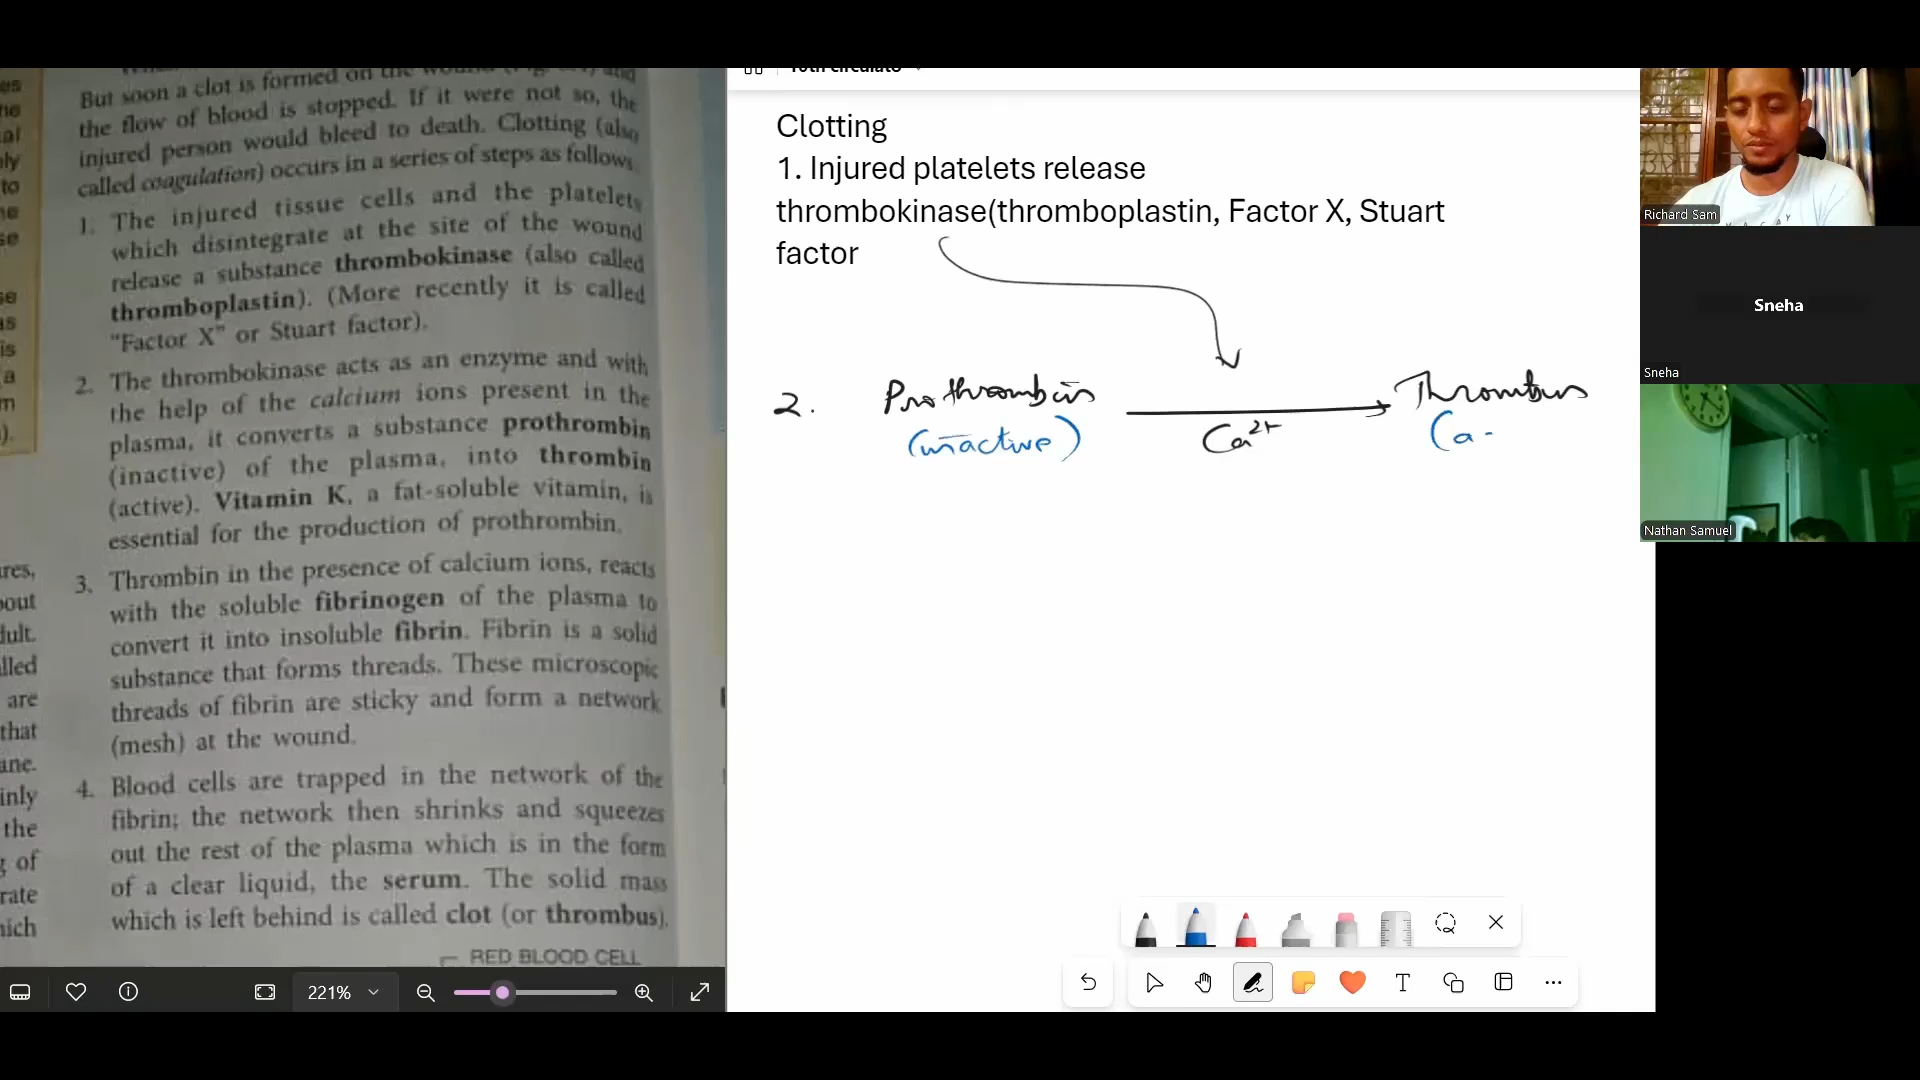 es
But soon a clot is formed on the wound
the flow of blood is stopped. If it were not so, the
injured person would bleed to death. Clotting (also
called coagulation) occurs in a series of steps as follows.
1. The injured tissue cells and the platelets
which disintegrate at the site of the wound
release a substance thrombokinase (also called
thromboplastin). (More recently it is called
"Factor X" or Stuart factor).
2. The thrombokinase acts as an enzyme and with
the help of the calcium ions present in the
plasma, it converts a substance prothrombin
(inactive) of the plasma, into thrombin
(active). Vitamin K, a fat-soluble vitamin, is
essential for the production of prothrombin.
3. Thrombin in the presence of calcium ions, reacts
with the soluble fibrinogen of the plasma to
convert it into insoluble fibrin. Fibrin is a solid
substance that forms threads. These microscopic
threads of fibrin are sticky and form a network
(mesh) at the wound.
4. Blood cells are trapped in the network of the
fibrin; the network then shrinks and squeezes
out the rest of the plasma which is in the form
of a clear liquid, the serum. The solid mass
which is left behind is called clot (or thrombus).
RED BLOOD CELL
221%
Clotting
1. Injured platelets release
thrombokinase(thromboplastin, Factor X, Stuart
factor
2. Prothrombin Thrombus
(inactive) Ca2+ (a-
Richard Sam
Sneha
Sneha
Nathan Samuel